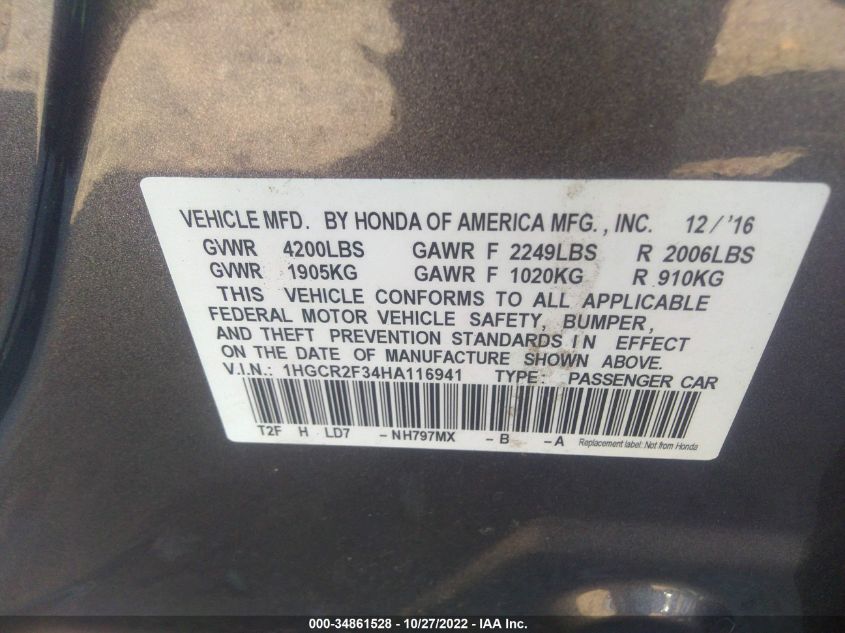 VEHICLE MFD. BY HONDA OF AMERICA MFG., INC. 12/'16
GVWR 4200LBS GAWR F 2249LBS R 2006LBS
GVWR 1905KG GAWR F 1020KG R 910KG
THIS VEHICLE CONFORMS TO ALL APPLICABLE
FEDERAL MOTOR VEHICLE SAFETY, BUMPER,
AND THEFT PREVENTION STANDARDS IN EFFECT
ON THE DATE OF MANUFACTURE SHOWN ABOVE.
V.I.N.: 1HGCR2F34HA116941 TYPE: PASSENGER CAR
T2F H LD7 -NH797MX -B -A Replacement label: Not from Honda
000-34861528 | 10/27/2022 - IAA Inc.